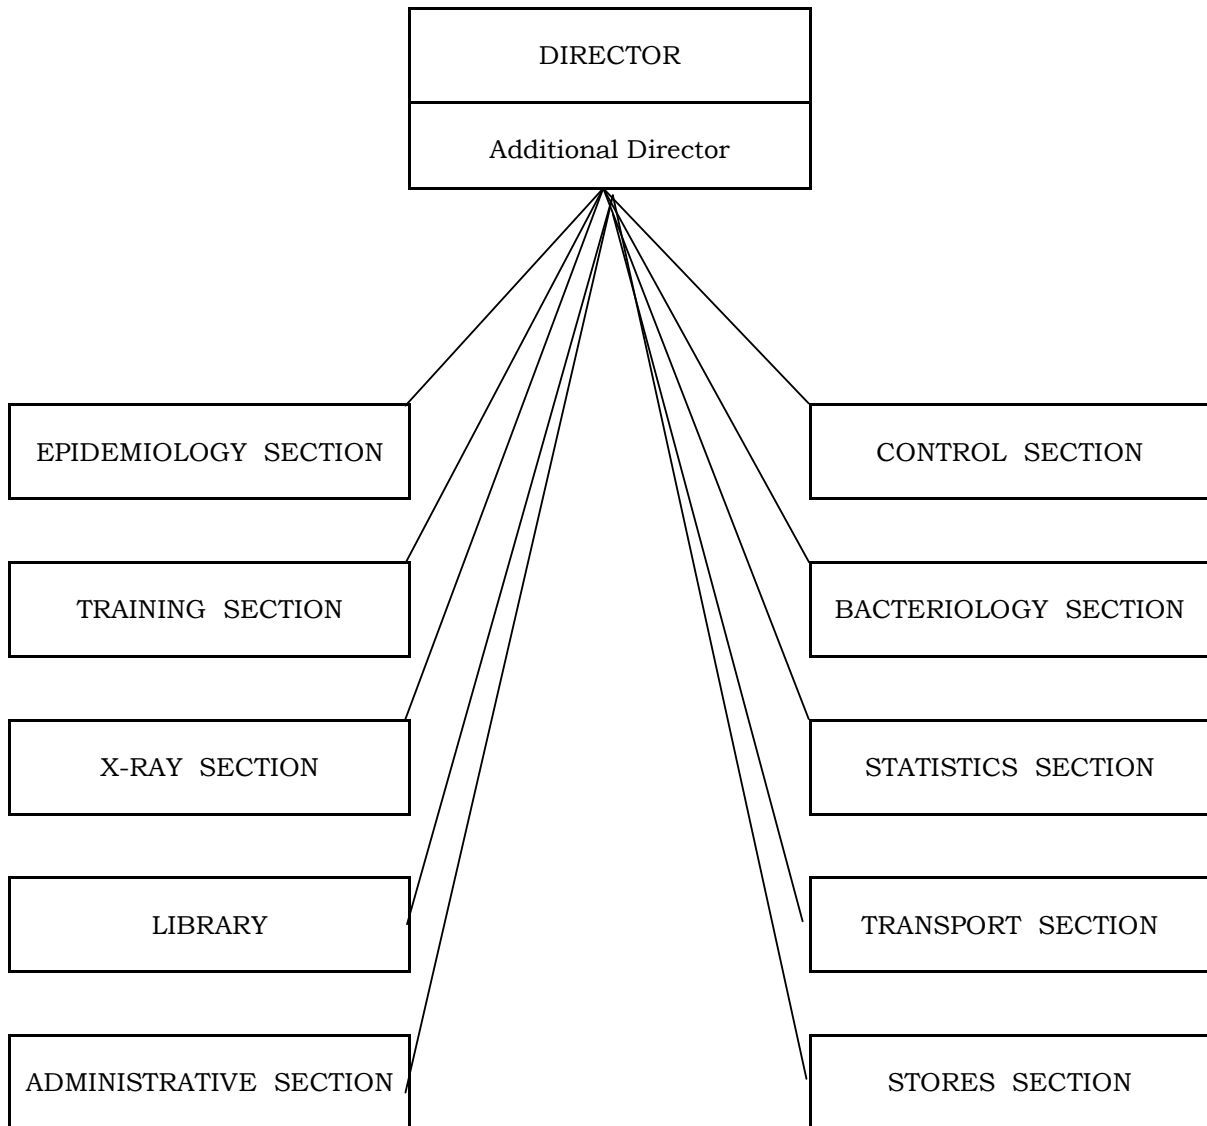 DIRECTOR
Additional Director
EPIDEMIOLOGY SECTION
CONTROL SECTION
TRAINING SECTION
BACTERIOLOGY SECTION
X-RAY SECTION
STATISTICS SECTION
LIBRARY
TRANSPORT SECTION
ADMINISTRATIVE SECTION
STORES SECTION